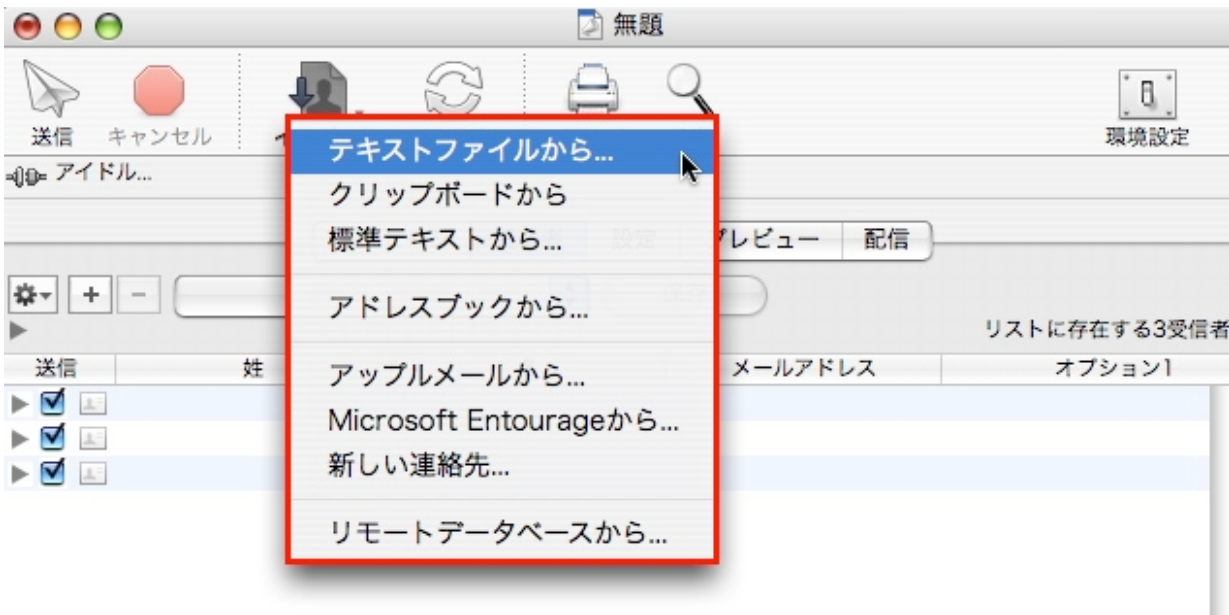 無題
送信 キャンセル
環境設定
アイドル...
テキストファイルから...
クリップボードから
標準テキストから...
アドレスブックから...
アップルメールから...
Microsoft Entourageから...
新しい連絡先...
リモートデータベースから...
設定 プレビュー 配信
リストに存在する3受信者
送信 姓 メールアドレス オプション1